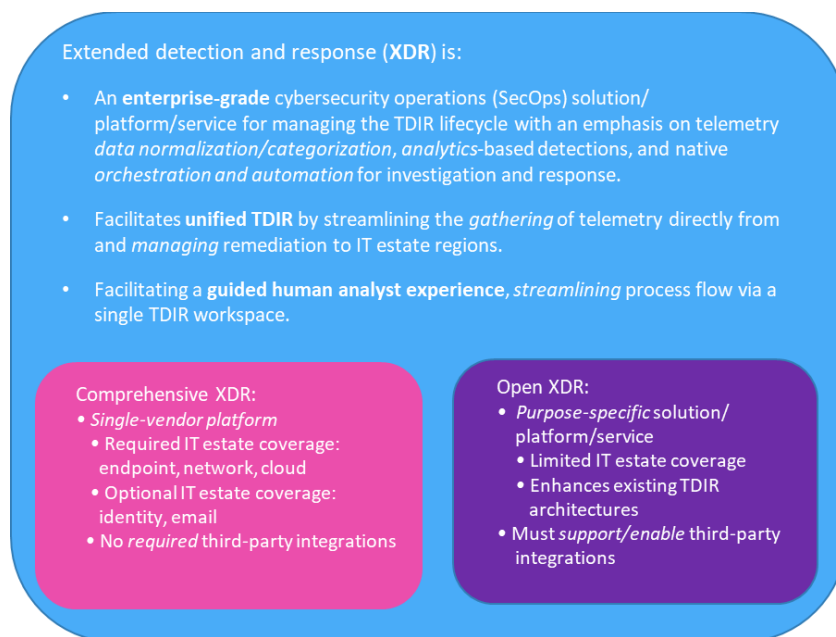 Extended detection and response (XDR) is:
• An enterprise-grade cybersecurity operations (SecOps) solution/
platform/service for managing the TDIR lifecycle with an emphasis on telemetry
data normalization/categorization, analytics-based detections, and native
orchestration and automation for investigation and response.
• Facilitates unified TDIR by streamlining the gathering of telemetry directly from
and managing remediation to IT estate regions.
• Facilitating a guided human analyst experience, streamlining process flow via a
single TDIR workspace.
Comprehensive XDR:
• Single-vendor platform
• Required IT estate coverage:
endpoint, network, cloud
• Optional IT estate coverage:
identity, email
• No required third-party integrations
Open XDR:
• Purpose-specific solution/
platform/service
• Limited IT estate coverage
• Enhances existing TDIR
architectures
• Must support/enable third-party
integrations